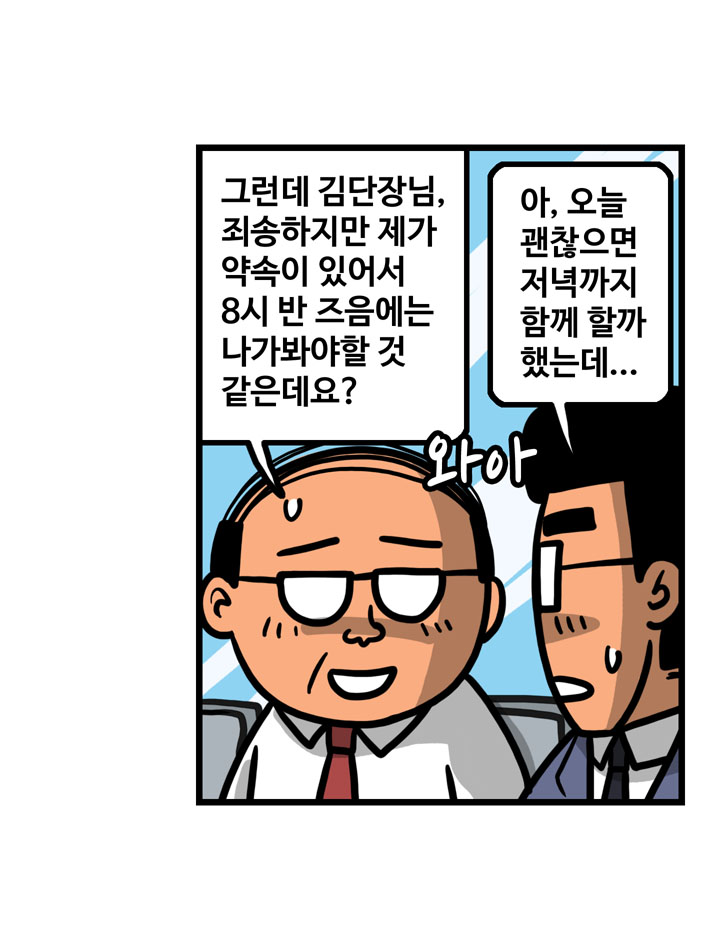 그런데 김단장님,
죄송하지만 제가
약속이 있어서
8시 반 즈음에는
나가봐야할 것
같은데요?
아, 오늘
괜찮으면
저녁까지
함께 할까
했는데...
와아